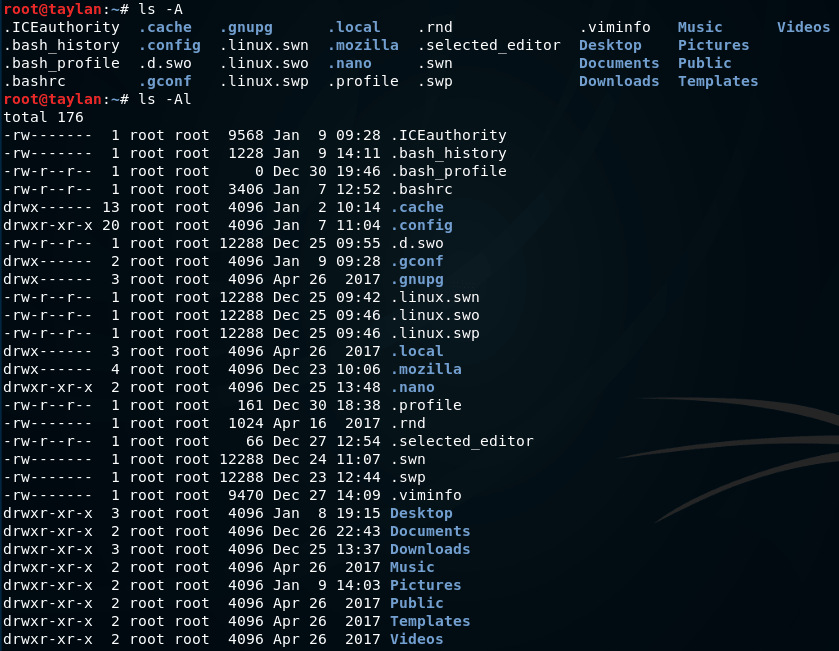 root@taylan:~# ls -A
.ICEauthority  .cache   .gnupg      .local    .rnd              .viminfo   Music      Videos
.bash_history  .config  .linux.swn  .mozilla  .selected_editor  Desktop    Pictures
.bash_profile  .d.swo   .linux.swo  .nano     .swn              Documents  Public
.bashrc        .gconf   .linux.swp  .profile  .swp              Downloads  Templates
root@taylan:~# ls -Al
total 176
-rw-------  1 root root  9568 Jan  9 09:28 .ICEauthority
-rw-------  1 root root  1228 Jan  9 14:11 .bash_history
-rw-r--r--  1 root root     0 Dec 30 19:46 .bash_profile
-rw-r--r--  1 root root  3406 Jan  7 12:52 .bashrc
drwx------ 13 root root  4096 Jan  2 10:14 .cache
drwxr-xr-x 20 root root  4096 Jan  7 11:04 .config
-rw-r--r--  1 root root 12288 Dec 25 09:55 .d.swo
drwx------  2 root root  4096 Jan  9 09:28 .gconf
drwx------  3 root root  4096 Apr 26  2017 .gnupg
-rw-r--r--  1 root root 12288 Dec 25 09:42 .linux.swn
-rw-r--r--  1 root root 12288 Dec 25 09:46 .linux.swo
-rw-r--r--  1 root root 12288 Dec 25 09:46 .linux.swp
drwx------  3 root root  4096 Apr 26  2017 .local
drwx------  4 root root  4096 Dec 23 10:06 .mozilla
drwxr-xr-x  2 root root  4096 Dec 25 13:48 .nano
-rw-r--r--  1 root root   161 Dec 30 18:38 .profile
-rw-------  1 root root  1024 Apr 16  2017 .rnd
-rw-r--r--  1 root root    66 Dec 27 12:54 .selected_editor
-rw-------  1 root root 12288 Dec 24 11:07 .swn
-rw-------  1 root root 12288 Dec 23 12:44 .swp
-rw-------  1 root root  9470 Dec 27 14:09 .viminfo
drwxr-xr-x  3 root root  4096 Jan  8 19:15 Desktop
drwxr-xr-x  2 root root  4096 Dec 26 22:43 Documents
drwxr-xr-x  3 root root  4096 Dec 25 13:37 Downloads
drwxr-xr-x  2 root root  4096 Apr 26  2017 Music
drwxr-xr-x  2 root root  4096 Jan  9 14:03 Pictures
drwxr-xr-x  2 root root  4096 Apr 26  2017 Public
drwxr-xr-x  2 root root  4096 Apr 26  2017 Templates
drwxr-xr-x  2 root root  4096 Apr 26  2017 Videos